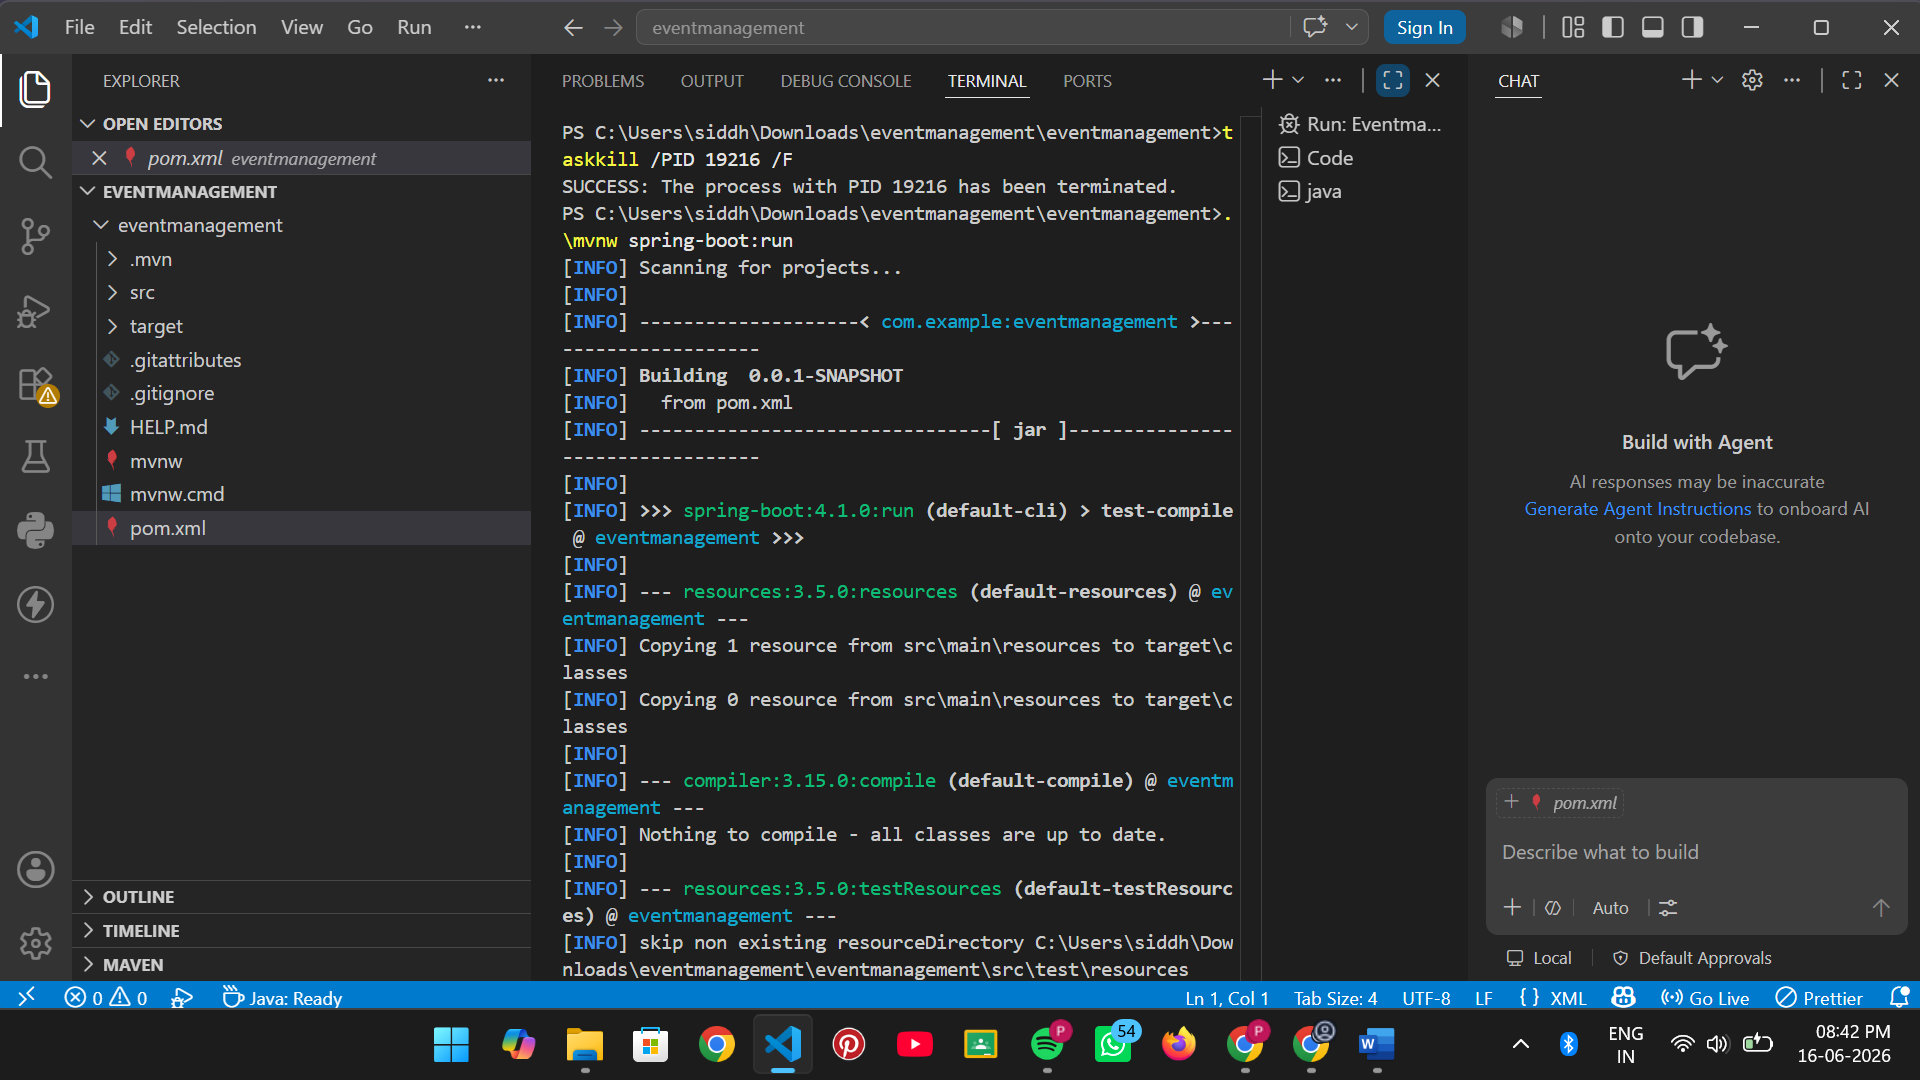 File Edit Selection View Go Run ...
eventmanagement
Sign In
EXPLORER
OPEN EDITORS
pom.xml eventmanagement
EVENTMANAGEMENT
eventmanagement
.mvn
src
target
.gitattributes
.gitignore
HELP.md
mvnw
mvnw.cmd
pom.xml
OUTLINE
TIMELINE
MAVEN
PROBLEMS OUTPUT DEBUG CONSOLE TERMINAL PORTS
PS C:\Users\siddh\Downloads\eventmanagement\eventmanagement>t
askkill /PID 19216 /F
SUCCESS: The process with PID 19216 has been terminated.
PS C:\Users\siddh\Downloads\eventmanagement\eventmanagement>.
\mvnw spring-boot:run
[INFO] Scanning for projects...
[INFO]
[INFO] --------------------< com.example:eventmanagement >---
------------------
[INFO] Building  0.0.1-SNAPSHOT
[INFO]   from pom.xml
[INFO] --------------------------------[ jar ]---------------
------------------
[INFO]
[INFO] >>> spring-boot:4.1.0:run (default-cli) > test-compile
@ eventmanagement >>>
[INFO]
[INFO] --- resources:3.5.0:resources (default-resources) @ ev
entmanagement ---
[INFO] Copying 1 resource from src\main\resources to target\c
lasses
[INFO] Copying 0 resource from src\main\resources to target\c
lasses
[INFO]
[INFO] --- compiler:3.15.0:compile (default-compile) @ eventm
anagement ---
[INFO] Nothing to compile - all classes are up to date.
[INFO]
[INFO] --- resources:3.5.0:testResources (default-testResourc
es) @ eventmanagement ---
[INFO] skip non existing resourceDirectory C:\Users\siddh\Dow
nloads\eventmanagement\eventmanagement\src\test\resources
Run: Eventma...
Code
java
CHAT
Build with Agent
AI responses may be inaccurate
Generate Agent Instructions to onboard AI
onto your codebase.
pom.xml
Describe what to build
Auto
Local Default Approvals
0 0 Java: Ready
Ln 1, Col 1 Tab Size: 4 UTF-8 LF {} XML Go Live Prettier
P 54 P
W
ENG
IN
08:42 PM
16-06-2026